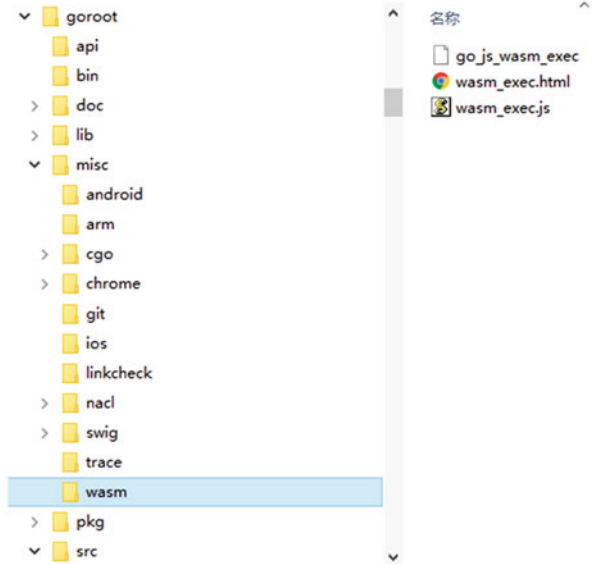 goroot
api
bin
doc
lib
misc
android
arm
cgo
chrome
git
ios
linkcheck
nacl
swig
trace
wasm
pkg
src
名称
go_js_wasm_exec
wasm_exec.html
wasm_exec.js